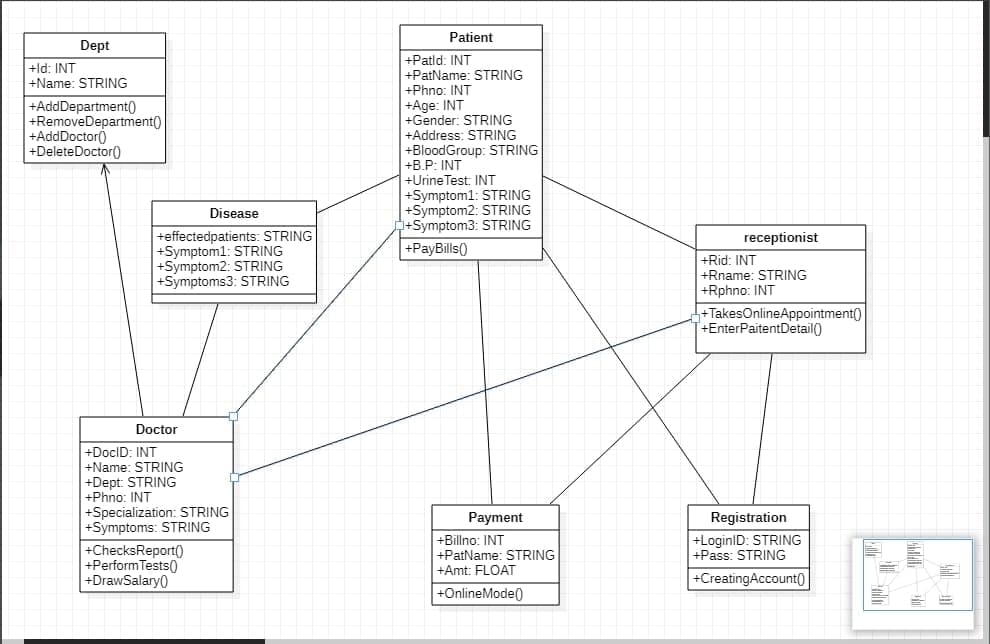 Dept
+Id: INT
+Name: STRING
+AddDepartment()
+RemoveDepartment()
+AddDoctor()
+DeleteDoctor()
Patient
+PatId: INT
+PatName: STRING
+Phno: INT
+Age: INT
+Gender: STRING
+Address: STRING
+BloodGroup: STRING
+B.P: INT
+UrineTest: INT
+Symptom1: STRING
+Symptom2: STRING
+Symptom3: STRING
+PayBills()
Disease
+effectedpatients: STRING
+Symptom1: STRING
+Symptom2: STRING
+Symptoms3: STRING
receptionist
+Rid: INT
+Rname: STRING
+Rphno: INT
+TakesOnlineAppointment()
+EnterPaitentDetail()
Doctor
+DocID: INT
+Name: STRING
+Dept: STRING
+Phno: INT
+Specialization: STRING
+Symptoms: STRING
+ChecksReport()
+PerformTests()
+DrawSalary()
Payment
+Billno: INT
+PatName: STRING
+Amt: FLOAT
+OnlineMode()
Registration
+LoginID: STRING
+Pass: STRING
+CreatingAccount()